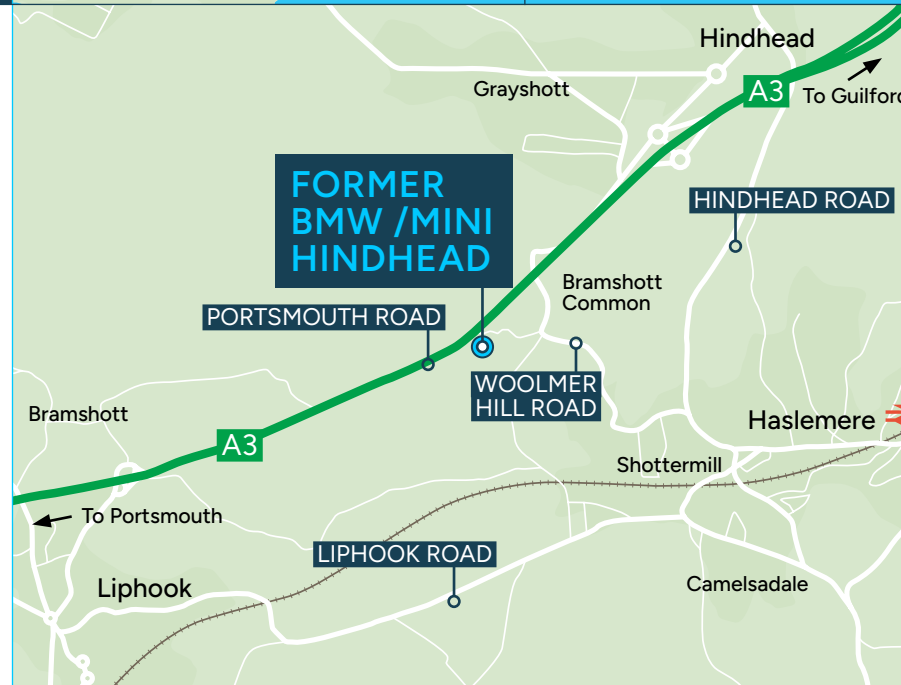 Hindhead
Grayshott
A3
To Guilford
FORMER
BMW /MINI
HINDHEAD
HINDHEAD ROAD
Bramshott
Common
PORTSMOUTH ROAD
WOOLMER
HILL ROAD
Bramshott
Haslemere
A3
Shottermill
To Portsmouth
LIPHOOK ROAD
Liphook
Camelsadale